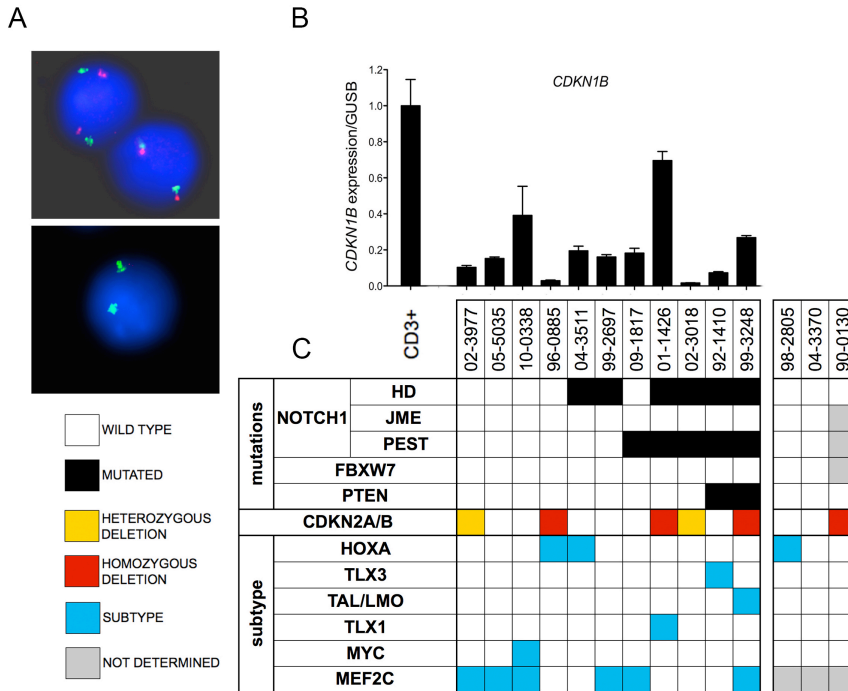 A
B
CDKN1B
CDKN1B expression/GUSB
1.2
1.0
0.8
0.6
0.4
0.2
0.0
CD3+
02-3977
05-5035
10-0338
96-0885
04-3511
99-2697
09-1817
01-1426
02-3018
92-1410
99-3248
98-2805
04-3370
90-0130
C
mutations
NOTCH1
HD
JME
PEST
FBXW7
PTEN
CDKN2A/B
subtype
HOXA
TLX3
TAL/LMO
TLX1
MYC
MEF2C
WILD TYPE
MUTATED
HETEROZYGOUS
DELETION
HOMOZYGOUS
DELETION
SUBTYPE
NOT DETERMINED